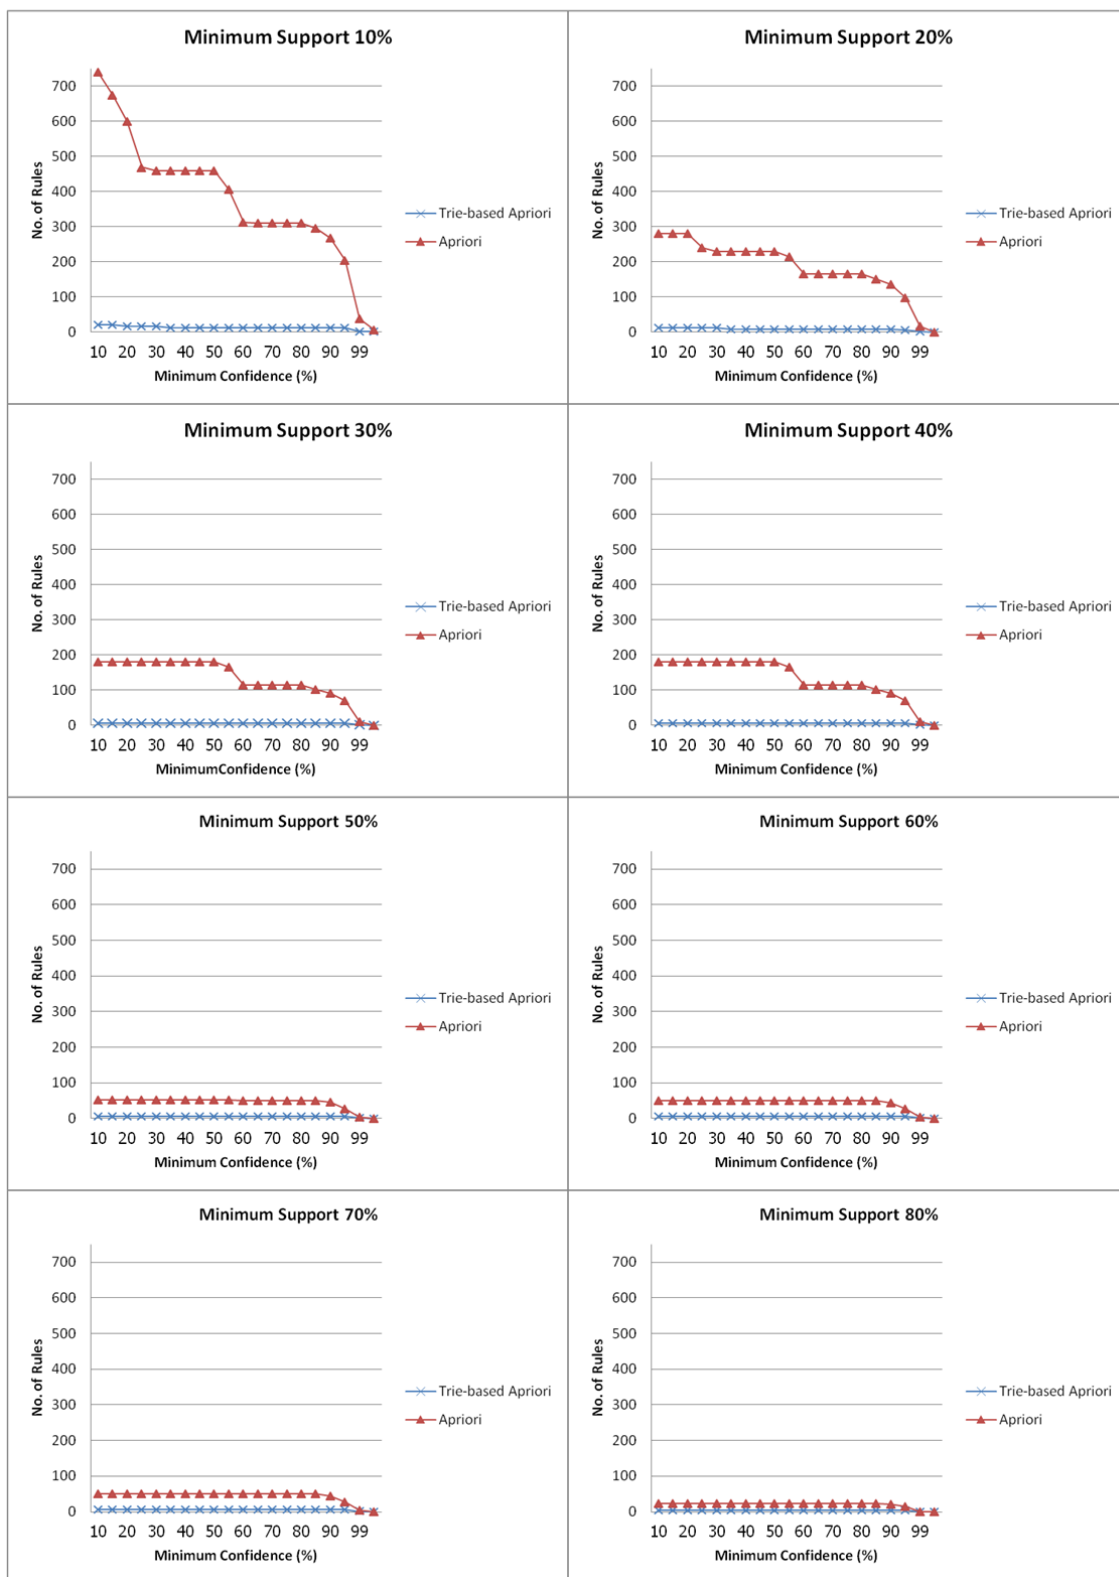 Minimum Support 10%
No. of Rules
700
600
500
400
300
200
100
0
10 20 30 40 50 60 70 80 90 99
Minimum Confidence (%)
Trie-based Apriori
Apriori
Minimum Support 20%
No. of Rules
700
600
500
400
300
200
100
0
10 20 30 40 50 60 70 80 90 99
Minimum Confidence (%)
Trie-based Apriori
Apriori
Minimum Support 30%
No. of Rules
700
600
500
400
300
200
100
0
10 20 30 40 50 60 70 80 90 99
MinimumConfidence (%)
Trie-based Apriori
Apriori
Minimum Support 40%
No. of Rules
700
600
500
400
300
200
100
0
10 20 30 40 50 60 70 80 90 99
Minimum Confidence (%)
Trie-based Apriori
Apriori
Minimum Support 50%
No. of Rules
700
600
500
400
300
200
100
0
10 20 30 40 50 60 70 80 90 99
Minimum Confidence (%)
Trie-based Apriori
Apriori
Minimum Support 60%
No. of Rules
700
600
500
400
300
200
100
0
10 20 30 40 50 60 70 80 90 99
Minimum Confidence (%)
Trie-based Apriori
Apriori
Minimum Support 70%
No. of Rules
700
600
500
400
300
200
100
0
10 20 30 40 50 60 70 80 90 99
Minimum Confidence (%)
Trie-based Apriori
Apriori
Minimum Support 80%
No. of Rules
700
600
500
400
300
200
100
0
10 20 30 40 50 60 70 80 90 99
Minimum Confidence (%)
Trie-based Apriori
Apriori